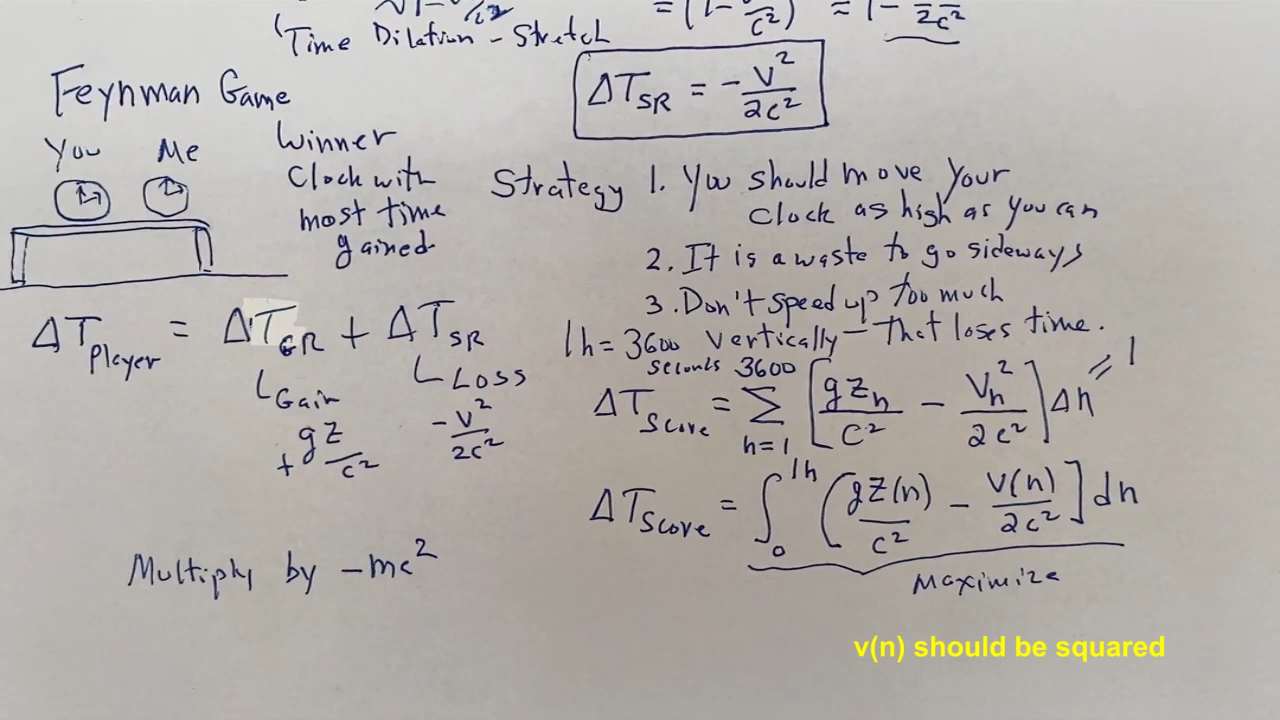 = (1 - /c²) ≈ 1 - /2c²
Time Dilation - Stretch
ΔT_SR = - v²/2c²
Feynman Game
You Me
Winner
Clock with
most time
gained
Strategy 1. You should move your
clock as high as you can
2. It is a waste to go sideways
3. Don't speed up too much
vertically - That loses time.
1h = 3600
seconds
ΔT_Player = ΔT_GR + ΔT_SR
Gain
Loss
+ gz/c²
- v²/2c²
ΔT_Score = Σ_{n=1}^{3600} [gZ_n/c² - V_n²/2c²] Δn = 1
ΔT_Score = ∫_0^{1h} (gZ(n)/c² - V(n)/2c²] dn
Maximize
Multiply by -mc²
v(n) should be squared